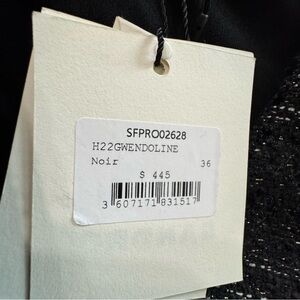 SFPRO02628
H22GWENDOLINE
Noir 36
$ 445
3 607171 831517